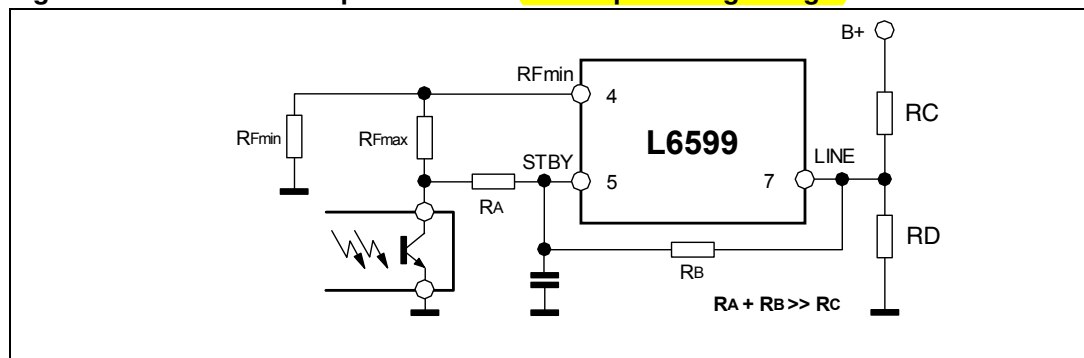 B+
RFmin
4
RC
RFmin
RFmax
L6599
STBY
LINE
5
7
RA
RD
RB
RA + RB >> RC